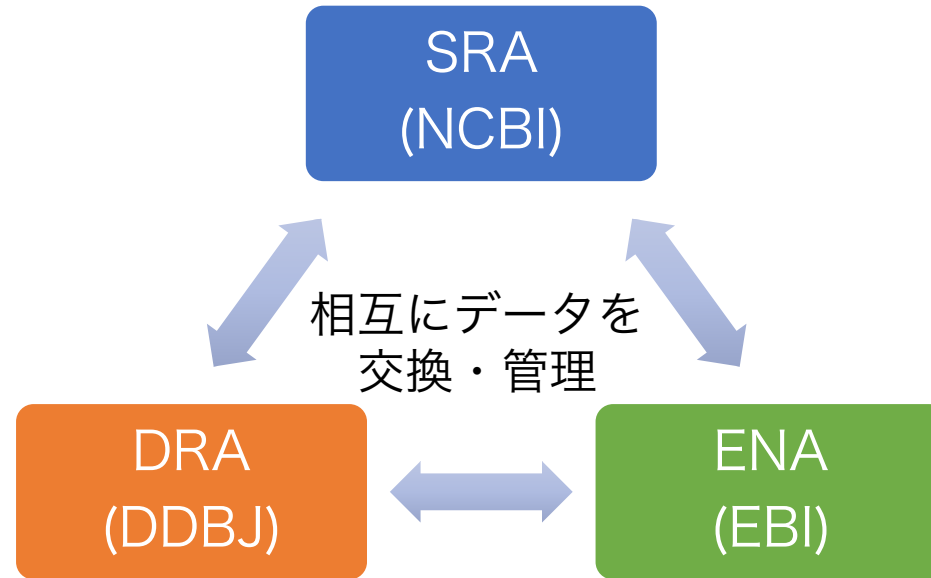 SRA
(NCBI)
相互にデータを
交換・管理
DRA
(DDBJ)
ENA
(EBI)